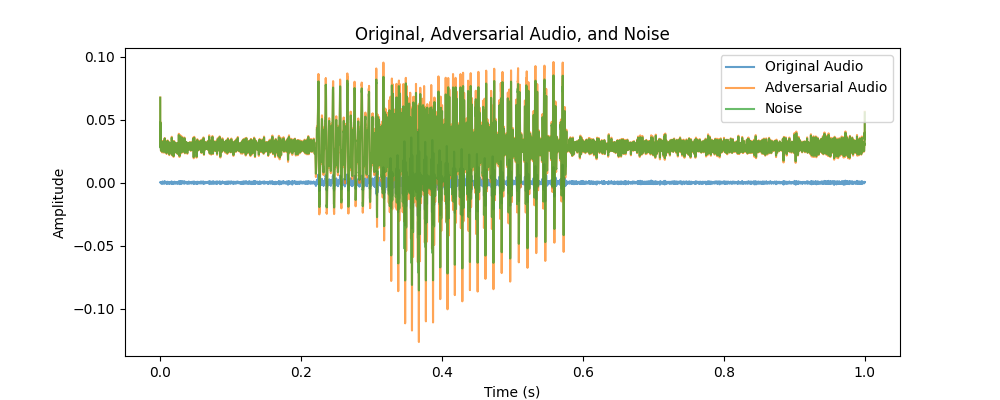 Original, Adversarial Audio, and Noise
Original Audio
Adversarial Audio
Noise
0.10
0.05
0.00
−0.05
−0.10
Amplitude
0.0 0.2 0.4 0.6 0.8 1.0
Time (s)